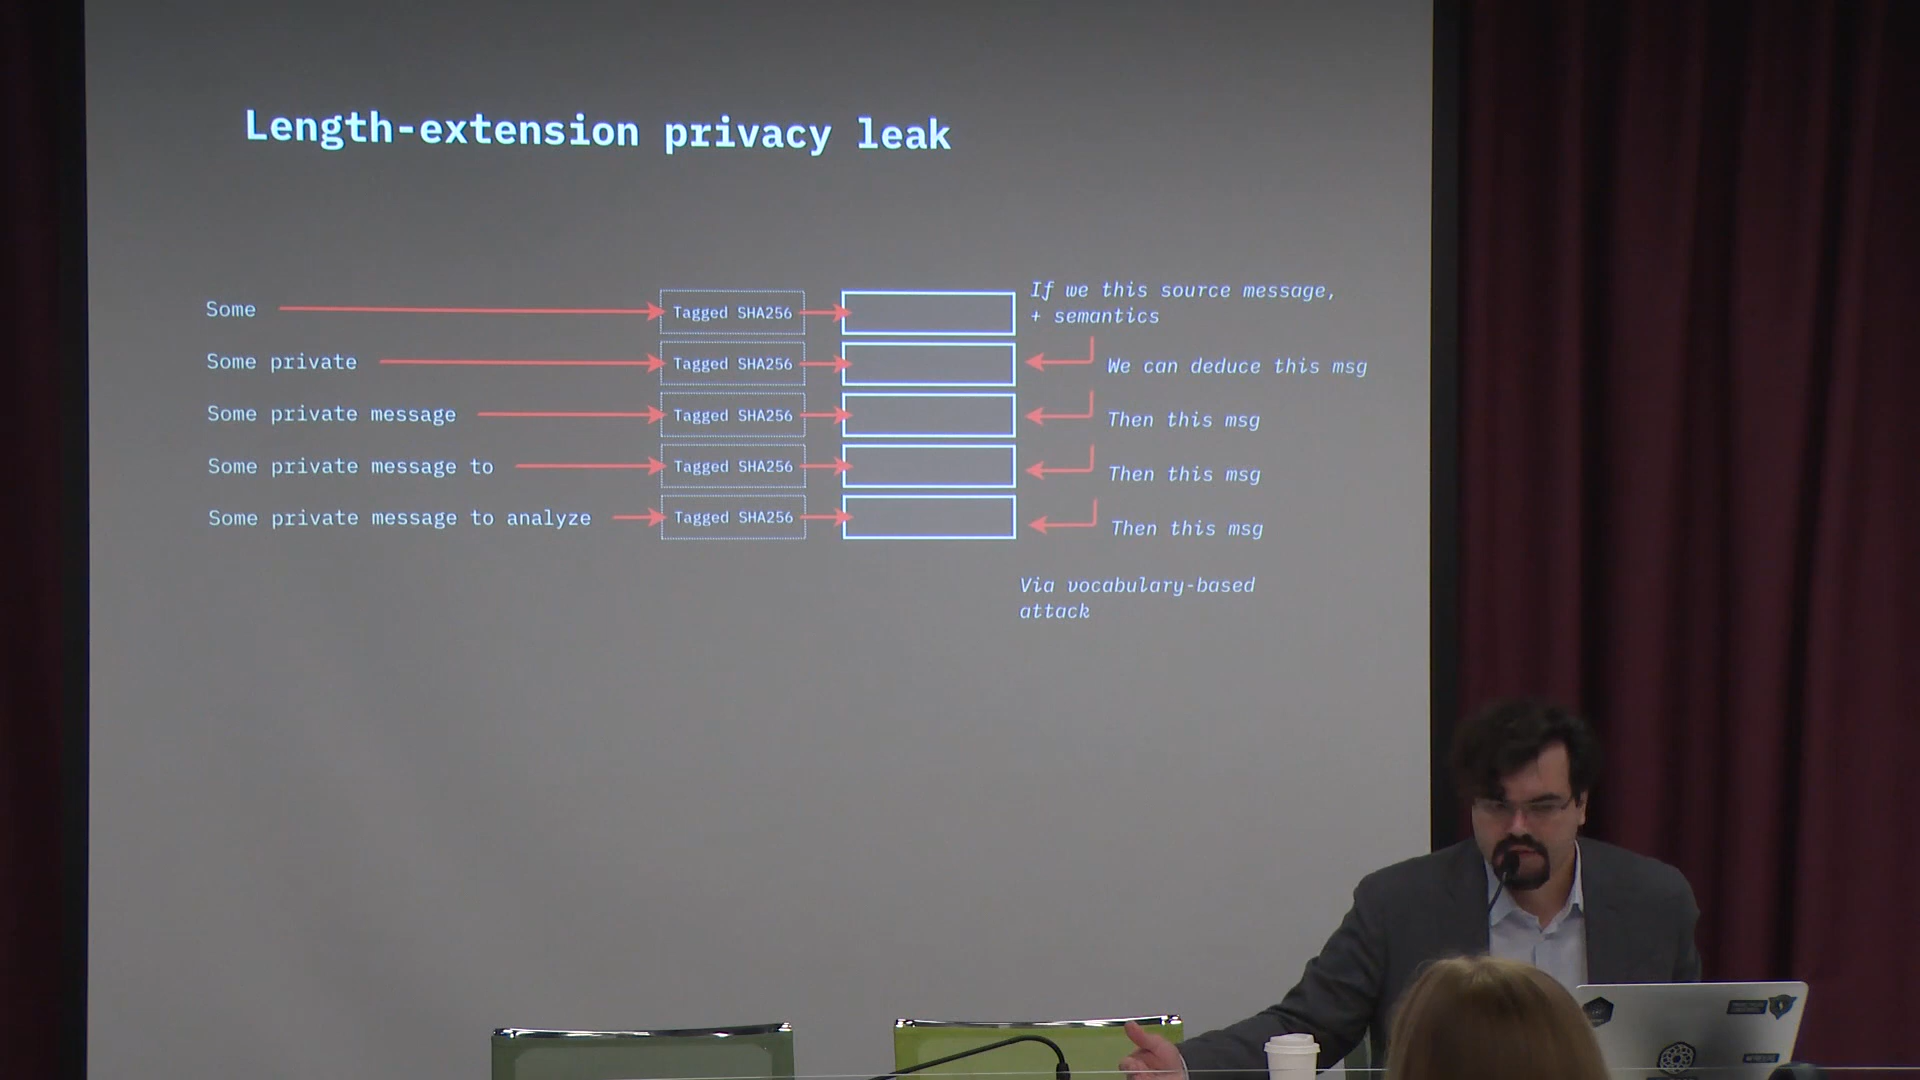 Length-extension privacy leak
If we this source message,
+ semantics
Some
Tagged SHA256
Some private
Tagged SHA256
We can deduce this msg
Some private message
Tagged SHA256
Then this msg
Some private message to
Tagged SHA256
Then this msg
Some private message to analyze
Tagged SHA256
Then this msg
Via vocabulary-based
attack